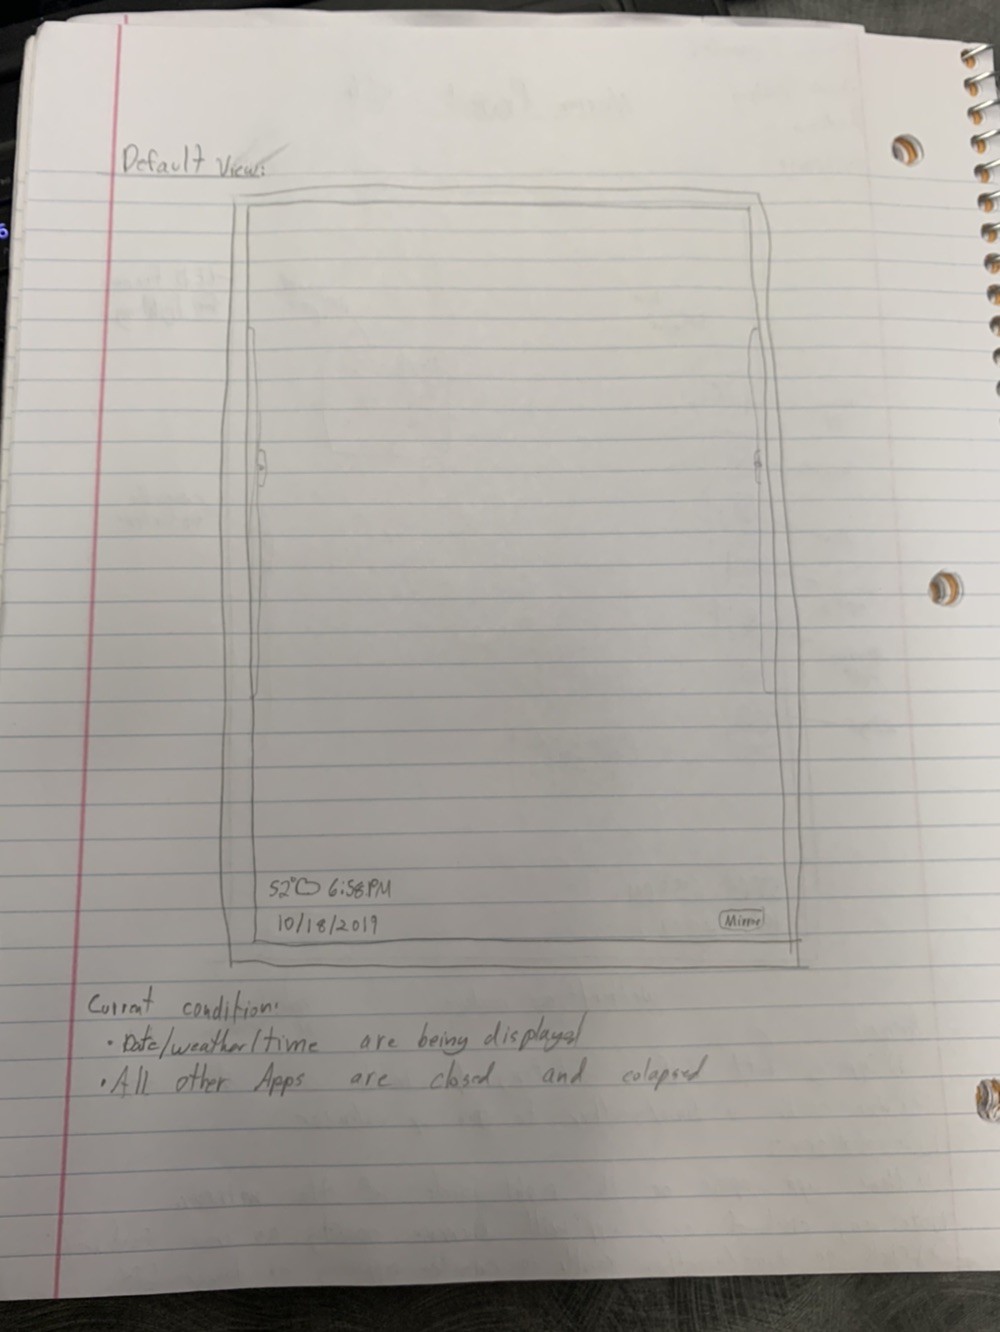 Default View:
52° 6:58PM
10/18/2019
Mirror
Current condition:
• Date/weather/time are being displayed
• All other Apps are closed and colapsed